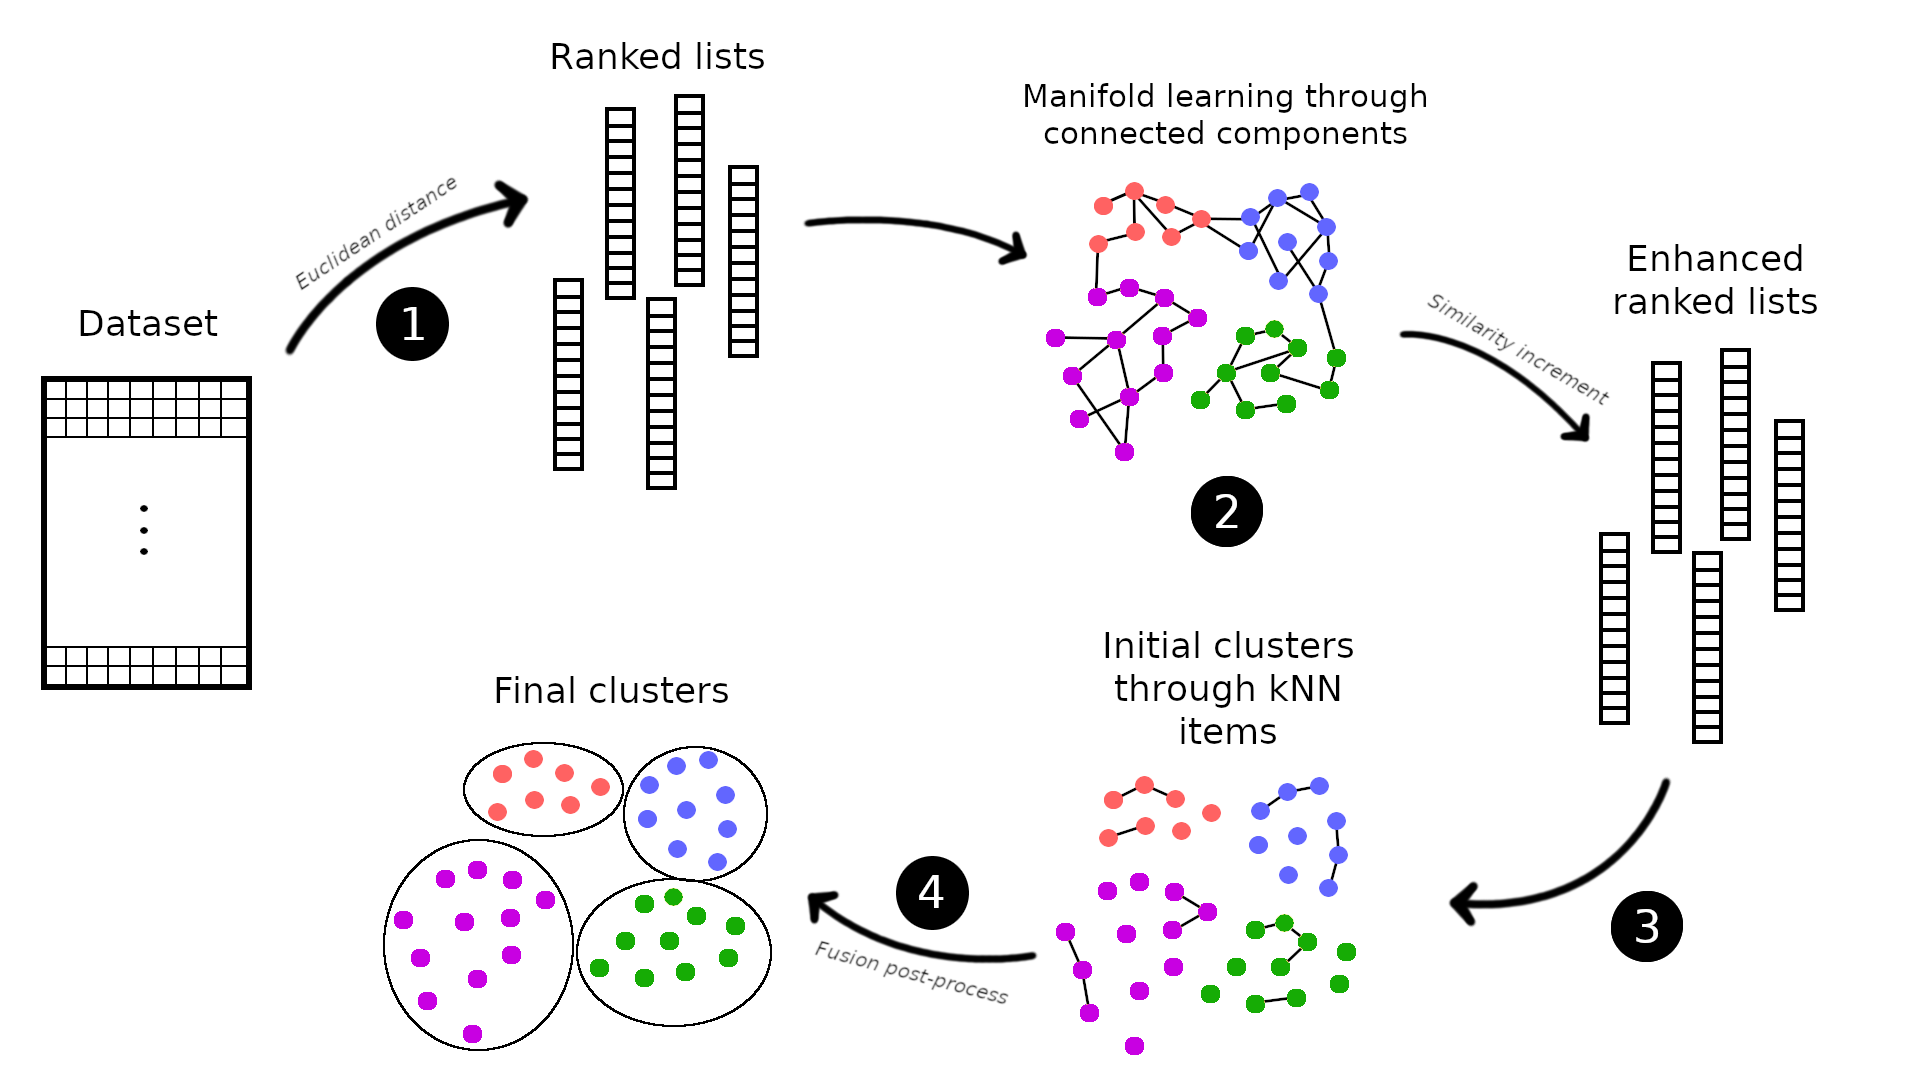 Dataset
Euclidean distance
1
Ranked lists
Manifold learning through
connected components
2
Similarity increment
Enhanced
ranked lists
3
Initial clusters
through kNN
items
4
Fusion post-process
Final clusters